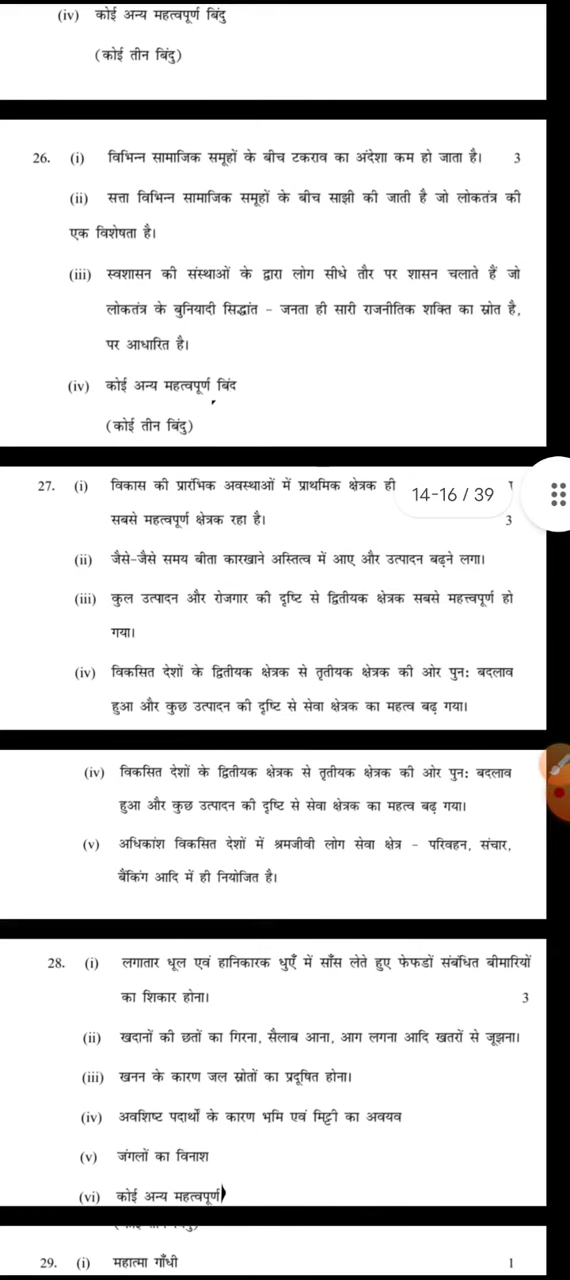 (iv) कोई अन्य महत्वपूर्ण बिंदु
(कोई तीन बिंदु)
26. (i) विभिन्न सामाजिक समूहों के बीच टकराव का अंदेशा कम हो जाता है। 3
(ii) सत्ता विभिन्न सामाजिक समूहों के बीच साझी की जाती है जो लोकतंत्र की
एक विशेषता है।
(iii) स्वशासन की संस्थाओं के द्वारा लोग सीधे तौर पर शासन चलाते हैं जो
लोकतंत्र के बुनियादी सिद्धांत - जनता ही सारी राजनीतिक शक्ति का स्रोत है,
पर आधारित है।
(iv) कोई अन्य महत्वपूर्ण बिंद
(कोई तीन बिंदु)
27. (i) विकास की प्रारंभिक अवस्थाओं में प्राथमिक क्षेत्रक ही
14-16 / 39
सबसे महत्वपूर्ण क्षेत्रक रहा है। 3
(ii) जैसे-जैसे समय बीता कारखाने अस्तित्व में आए और उत्पादन बढ़ने लगा।
(iii) कुल उत्पादन और रोजगार की दृष्टि से द्वितीयक क्षेत्रक सबसे महत्त्वपूर्ण हो
गया।
(iv) विकसित देशों के द्वितीयक क्षेत्रक से तृतीयक क्षेत्रक की ओर पुन: बदलाव
हुआ और कुछ उत्पादन की दृष्टि से सेवा क्षेत्रक का महत्व बढ़ गया।
(iv) विकसित देशों के द्वितीयक क्षेत्रक से तृतीयक क्षेत्रक की ओर पुन: बदलाव
हुआ और कुछ उत्पादन की दृष्टि से सेवा क्षेत्रक का महत्व बढ़ गया।
(v) अधिकांश विकसित देशों में श्रमजीवी लोग सेवा क्षेत्र - परिवहन, संचार,
बैंकिंग आदि में ही नियोजित है।
28. (i) लगातार धूल एवं हानिकारक धुएँ में साँस लेते हुए फेफडों संबंधित बीमारियों
का शिकार होना। 3
(ii) खदानों की छतों का गिरना, सैलाब आना, आग लगना आदि खतरों से जूझना।
(iii) खनन के कारण जल स्रोतों का प्रदूषित होना।
(iv) अवशिष्ट पदार्थों के कारण भमि एवं मिट्टी का अवयव
(v) जंगलों का विनाश
(vi) कोई अन्य महत्वपूर्ण
29. (i) महात्मा गाँधी 1